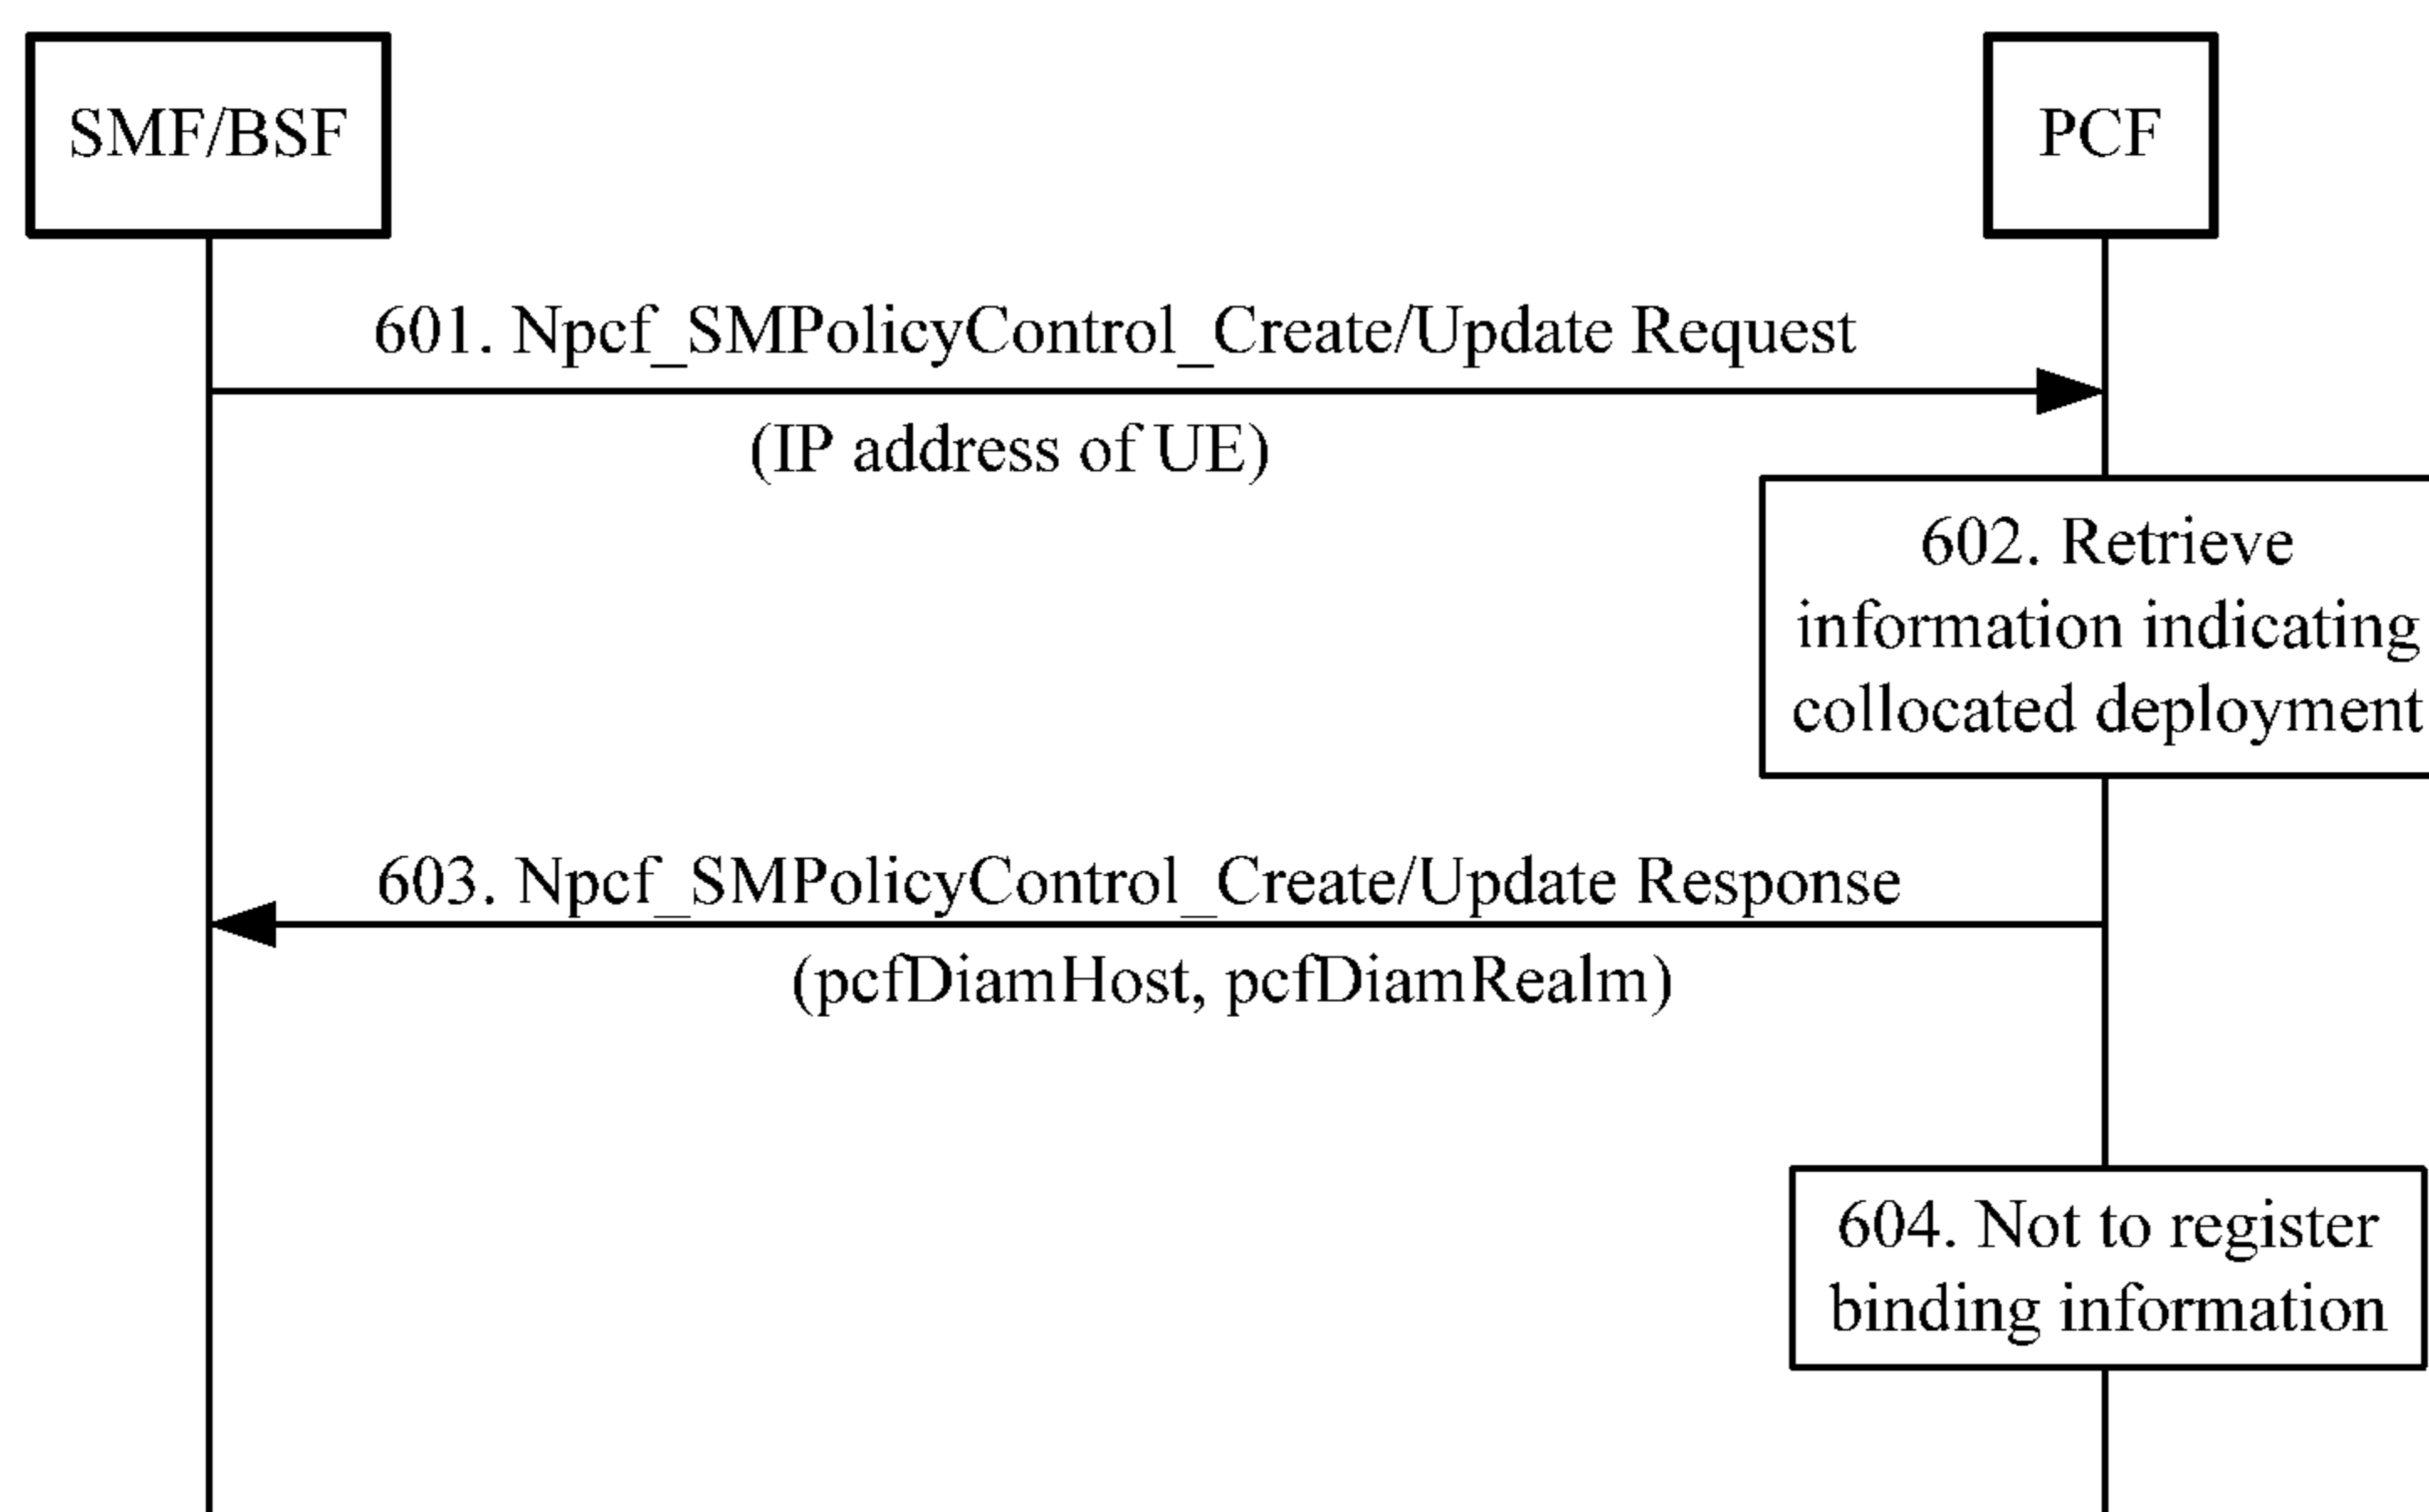 SMF/BSF
PCF
601. Npcf_SMPolicyControl_Create/Update Request
(IP address of UE)
602. Retrieve
information indicating
collocated deployment
603. Npcf_SMPolicyControl_Create/Update Response
(pcfDiamHost, pcfDiamRealm)
604. Not to register
binding information